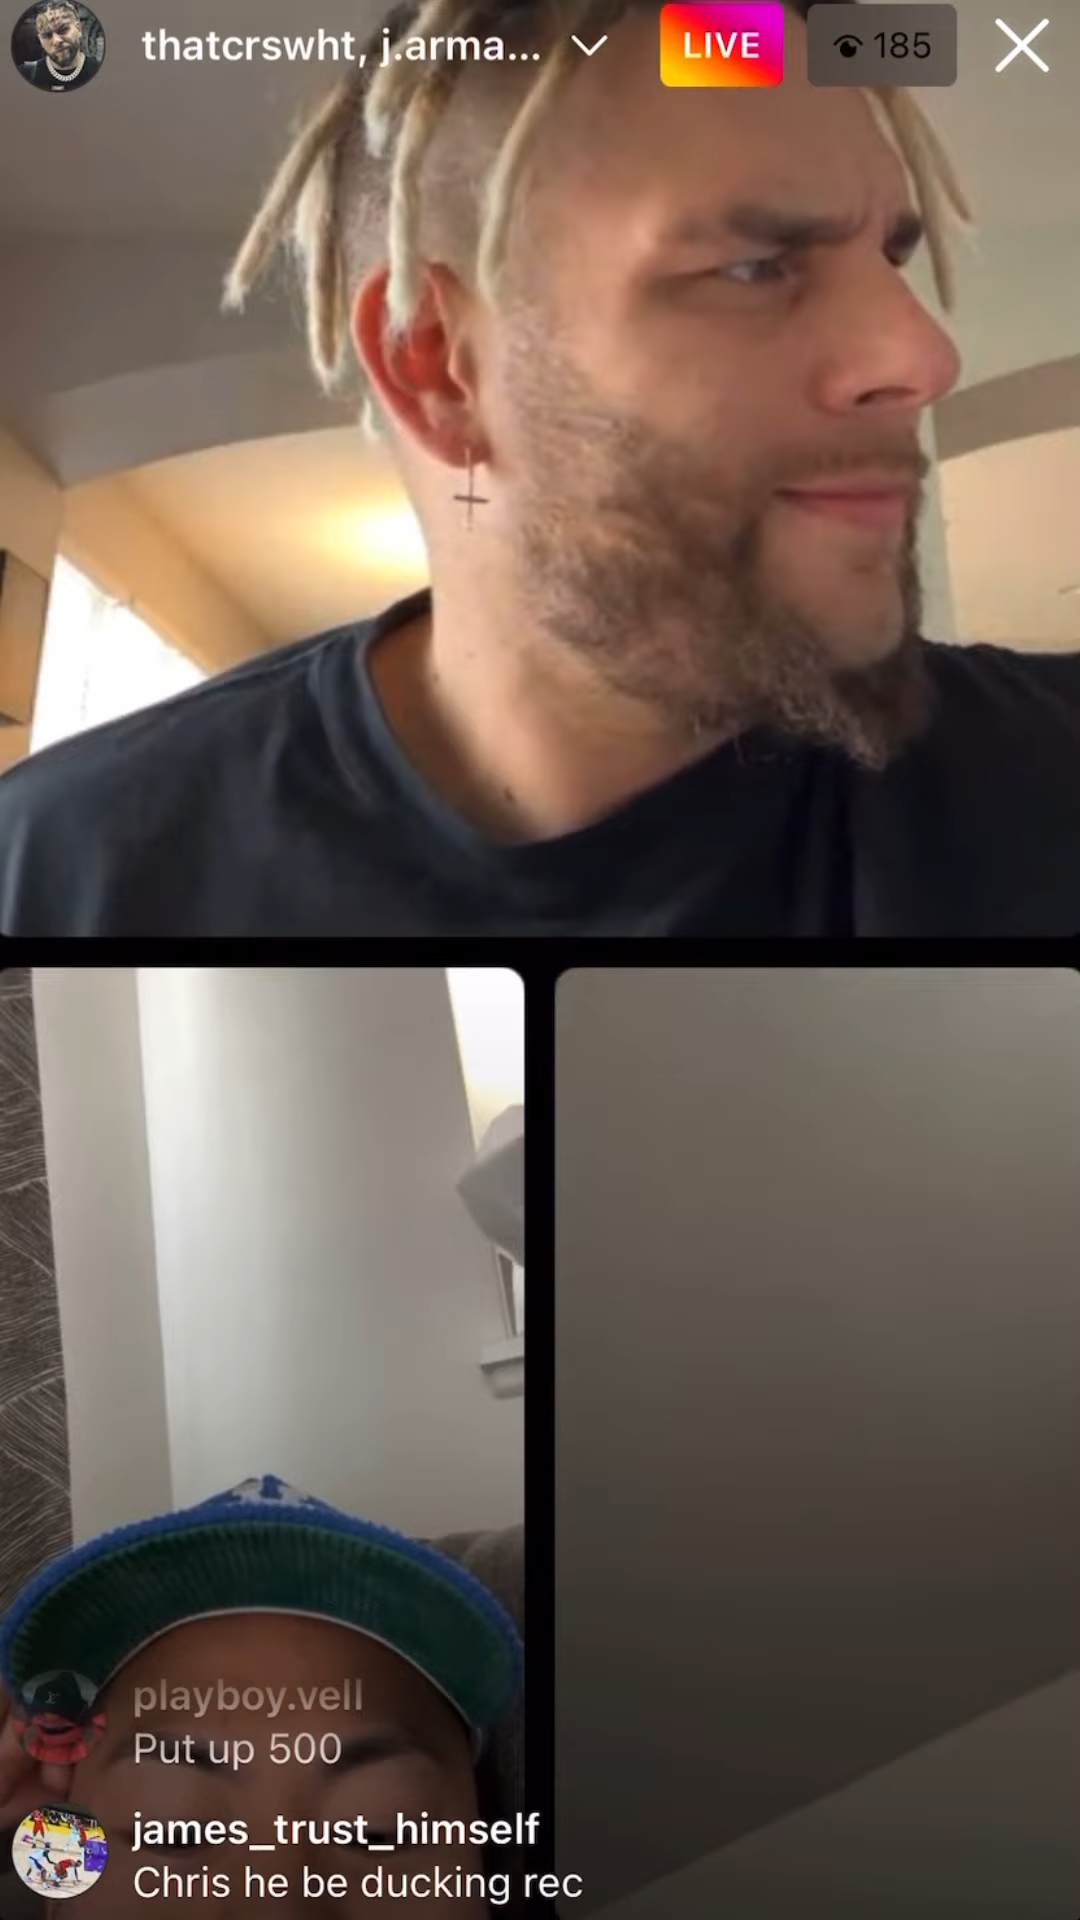 thatcrswht, j.arma...
LIVE
185
playboy.vell
Put up 500
james_trust_himself
Chris he be ducking rec